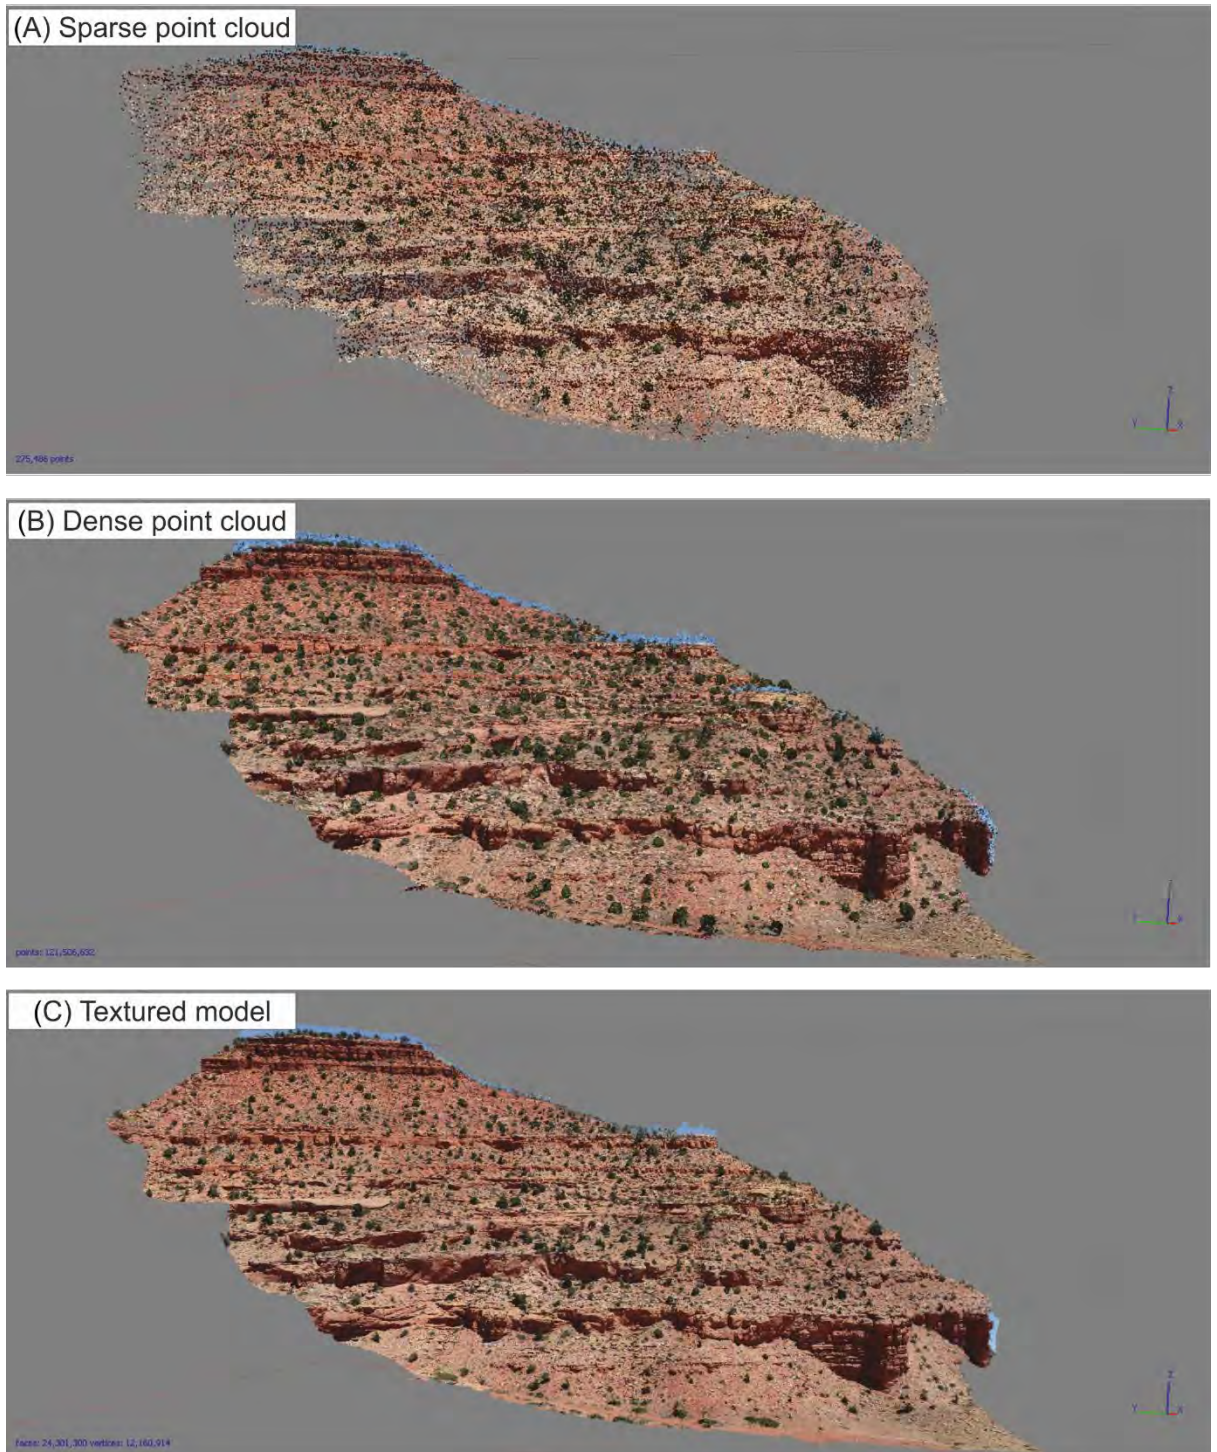 (A) Sparse point cloud
Z
Y X
275,486 points
(B) Dense point cloud
Z
Y X
points: 121,506,632
(C) Textured model
Z
Y X
faces: 24,301,300 vertices: 12,160,914